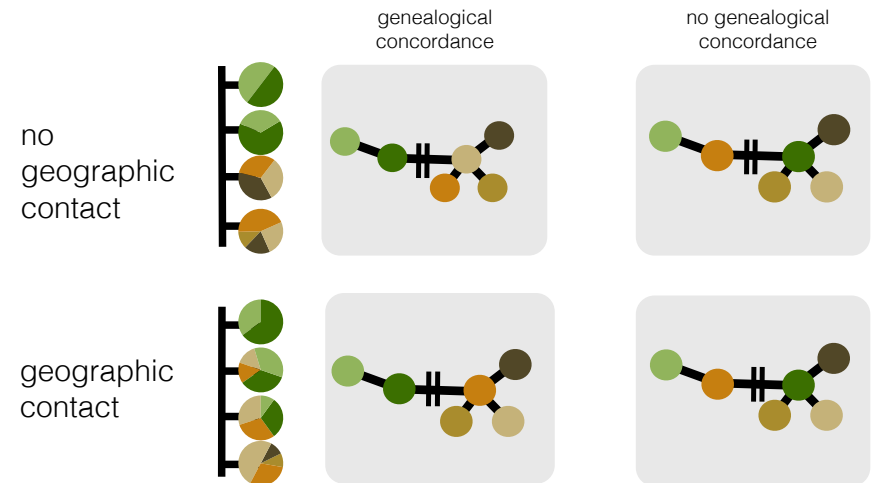 genealogical
concordance
no genealogical
concordance
no
geographic
contact
geographic
contact